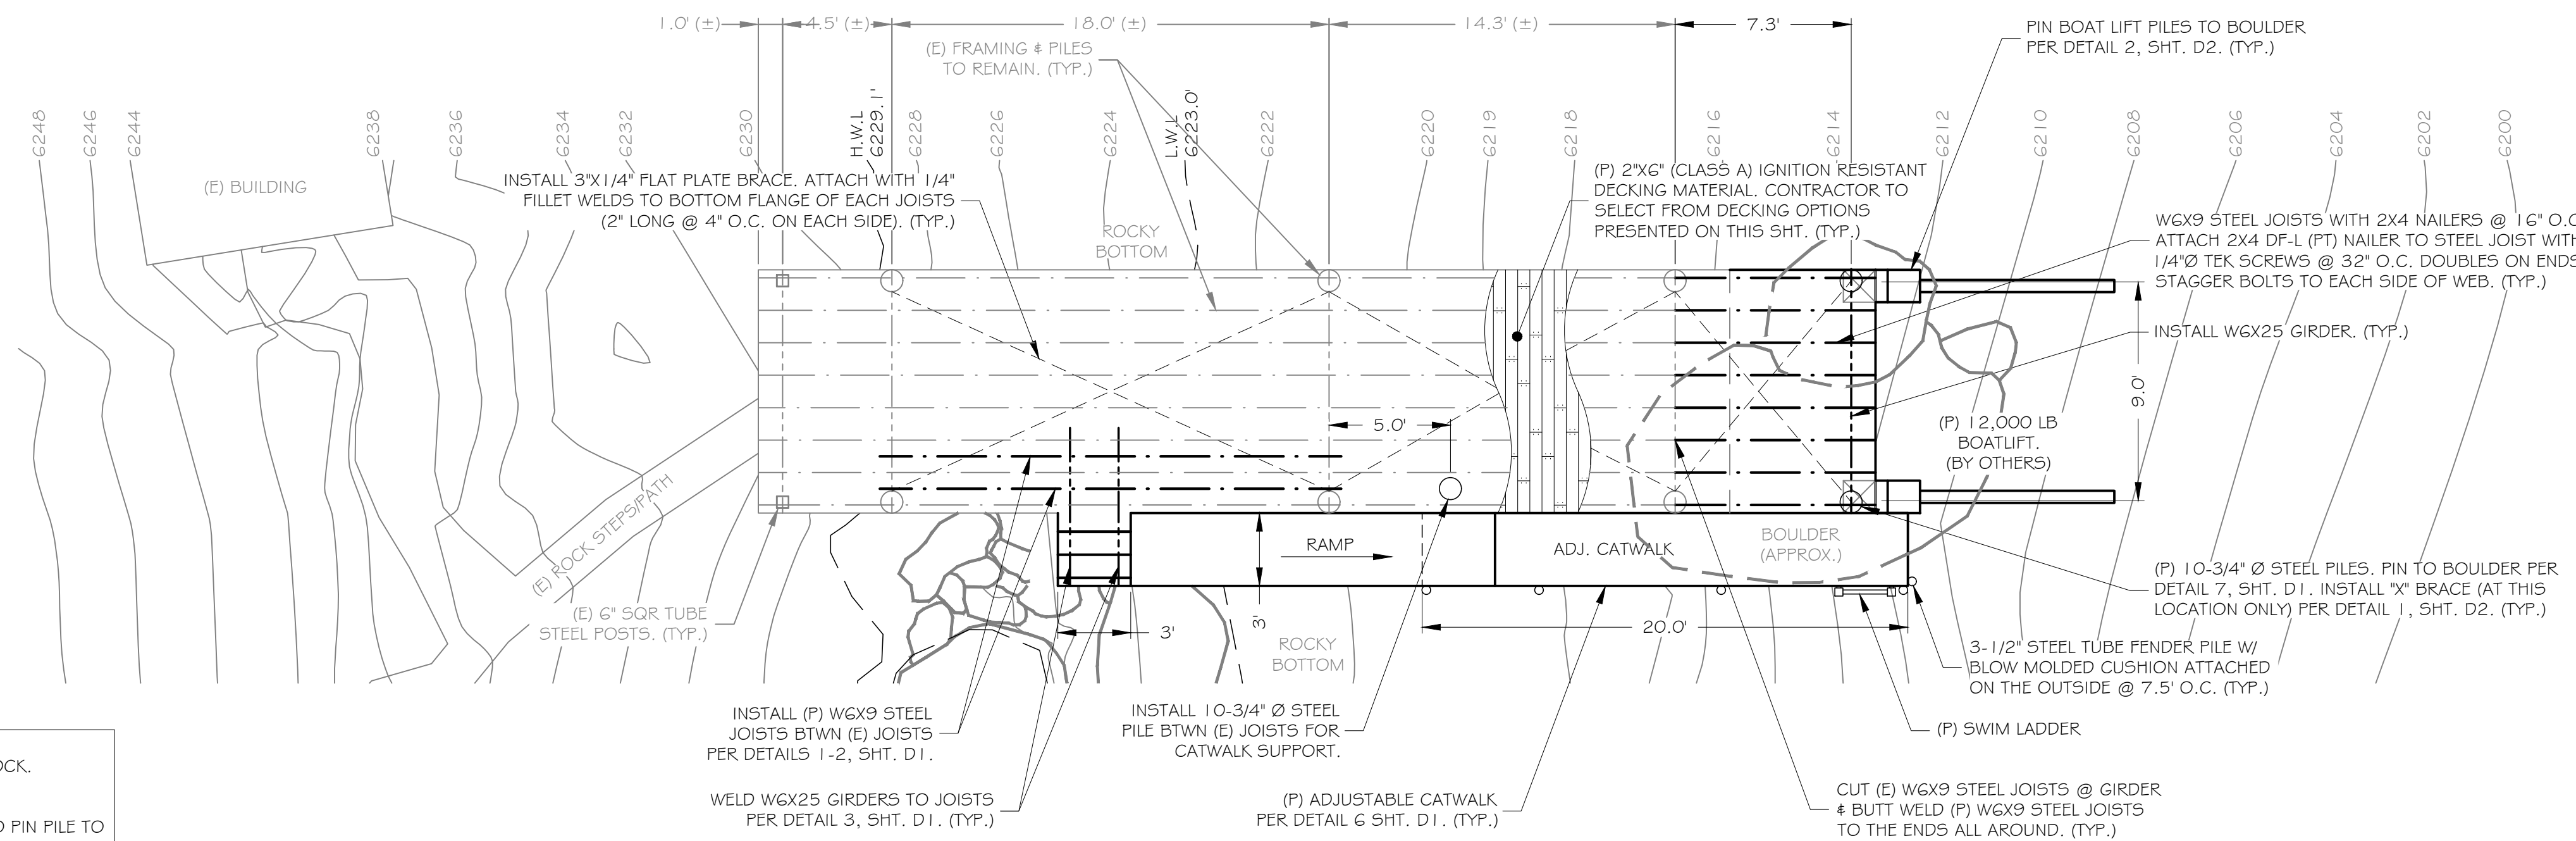 1.0' (±)
4.5' (±)
18.0' (±)
14.3' (±)
7.3'
PIN BOAT LIFT PILES TO BOULDER
PER DETAIL 2, SHT. D2. (TYP.)
(E) FRAMING & PILES
TO REMAIN. (TYP.)
6248
6246
6244
6238
6236
6234
6232
6230
H.W.L
6229.1'
6228
6226
6224
L.W.L
6223.0'
6222
6220
6219
6218
6216
6214
6212
6210
6208
6206
6204
6202
6200
(E) BUILDING
INSTALL 3"X1/4" FLAT PLATE BRACE. ATTACH WITH 1/4"
FILLET WELDS TO BOTTOM FLANGE OF EACH JOISTS
(2" LONG @ 4" O.C. ON EACH SIDE). (TYP.)
ROCKY
BOTTOM
(P) 2"X6" (CLASS A) IGNITION RESISTANT
DECKING MATERIAL. CONTRACTOR TO
SELECT FROM DECKING OPTIONS
PRESENTED ON THIS SHT. (TYP.)
W6X9 STEEL JOISTS WITH 2X4 NAILERS @ 16" O.C
ATTACH 2X4 DF-L (PT) NAILER TO STEEL JOIST WITH
1/4"Ø TEK SCREWS @ 32" O.C. DOUBLES ON ENDS
STAGGER BOLTS TO EACH SIDE OF WEB. (TYP.)
INSTALL W6X25 GIRDER. (TYP.)
9.0'
5.0'
(P) 12,000 LB
BOATLIFT.
(BY OTHERS)
(E) ROCK STEPS/PATH
RAMP
ADJ. CATWALK
BOULDER
(APPROX.)
(P) 10-3/4" Ø STEEL PILES. PIN TO BOULDER PER
DETAIL 7, SHT. D1. INSTALL "X" BRACE (AT THIS
LOCATION ONLY) PER DETAIL 1, SHT. D2. (TYP.)
(E) 6" SQR TUBE
STEEL POSTS. (TYP.)
3'
3'
20.0'
ROCKY
BOTTOM
3-1/2" STEEL TUBE FENDER PILE W/
BLOW MOLDED CUSHION ATTACHED
ON THE OUTSIDE @ 7.5' O.C. (TYP.)
INSTALL (P) W6X9 STEEL
JOISTS BTWN (E) JOISTS
PER DETAILS 1-2, SHT. D1.
INSTALL 10-3/4" Ø STEEL
PILE BTWN (E) JOISTS FOR
CATWALK SUPPORT.
(P) SWIM LADDER
OCK.
WELD W6X25 GIRDERS TO JOISTS
PER DETAIL 3, SHT. D1. (TYP.)
(P) ADJUSTABLE CATWALK
PER DETAIL 6 SHT. D1. (TYP.)
CUT (E) W6X9 STEEL JOISTS @ GIRDER
& BUTT WELD (P) W6X9 STEEL JOISTS
TO THE ENDS ALL AROUND. (TYP.)
PIN PILE TO